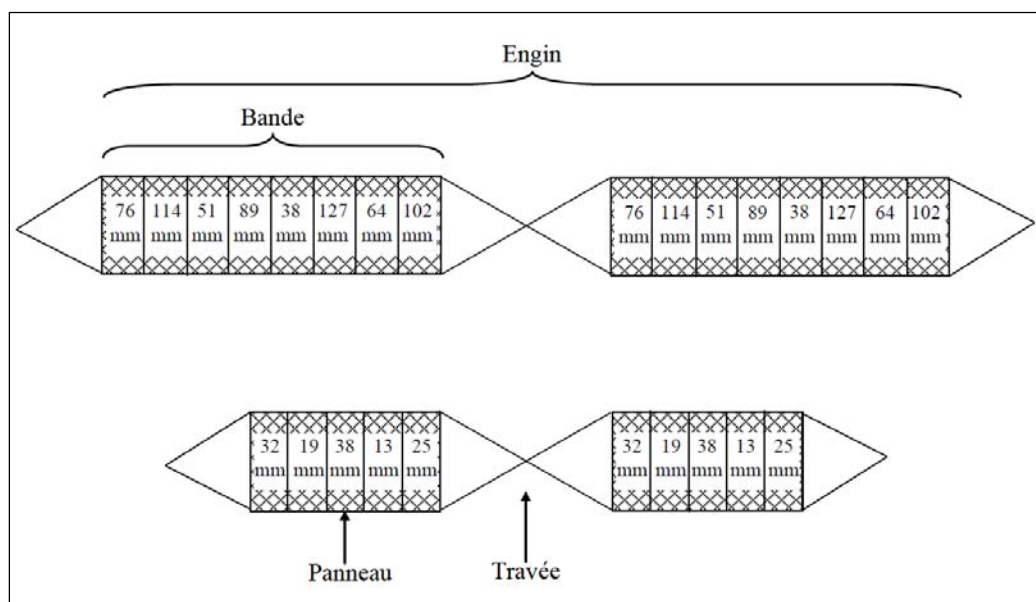 Engin
Bande
76 114 51 89 38 127 64 102 76 114 51 89 38 127 64 102
mm mm mm mm mm mm mm mm mm mm mm mm mm mm mm mm
32 19 38 13 25 32 19 38 13 25
mm mm mm mm mm mm mm mm mm mm
Panneau Travée